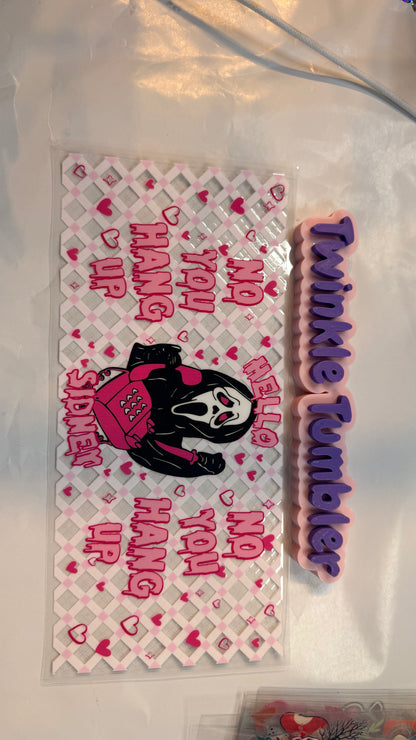 NO
YOU
HANG
UP
HELLO
SIDNEY
NO
YOU
HANG
UP
Twinkle Tumbler